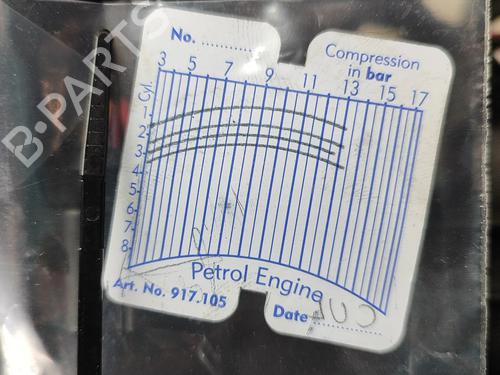 B·PARTS
No. ............
Compression
in bar
3 5 7 9 11 13 15 17
Cyl.
1
2
3
4
5
6
7
8
Petrol Engine
Art. No. 917.105
Date ................